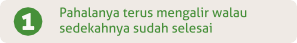 1
Pahalanya terus mengalir walau
sedekahnya sudah selesai